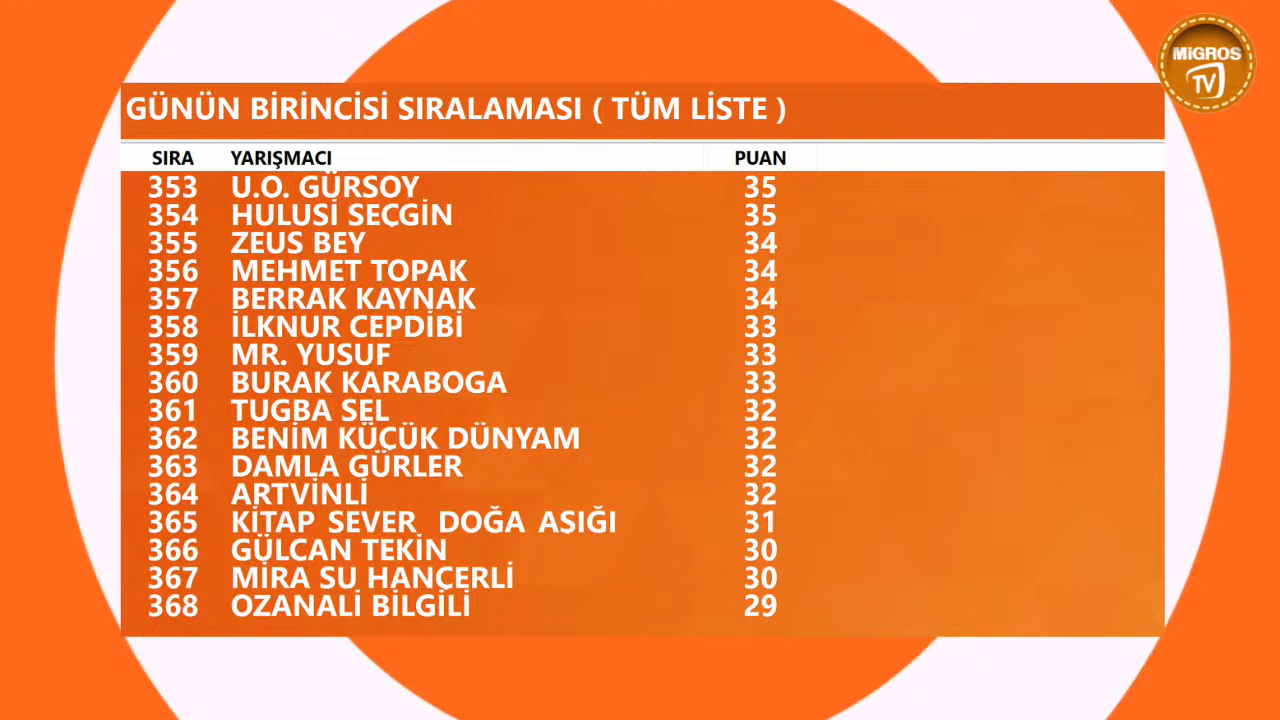 MiGROS
TV
GÜNÜN BİRİNCİSİ SIRALAMASI ( TÜM LİSTE )
SIRA YARIŞMACI PUAN
353 U.O. GÜRSOY 35
354 HULUSİ SEÇGİN 35
355 ZEUS BEY 34
356 MEHMET TOPAK 34
357 BERRAK KAYNAK 34
358 İLKNUR CEPDİBİ 33
359 MR. YUSUF 33
360 BURAK KARABOGA 33
361 TUGBA SEL 32
362 BENİM KÜÇÜK DÜNYAM 32
363 DAMLA GÜRLER 32
364 ARTVİNLİ 32
365 KİTAP SEVER DOĞA AŞIĞI 31
366 GÜLCAN TEKİN 30
367 MİRA SU HANÇERLİ 30
368 OZANALİ BİLGİLİ 29